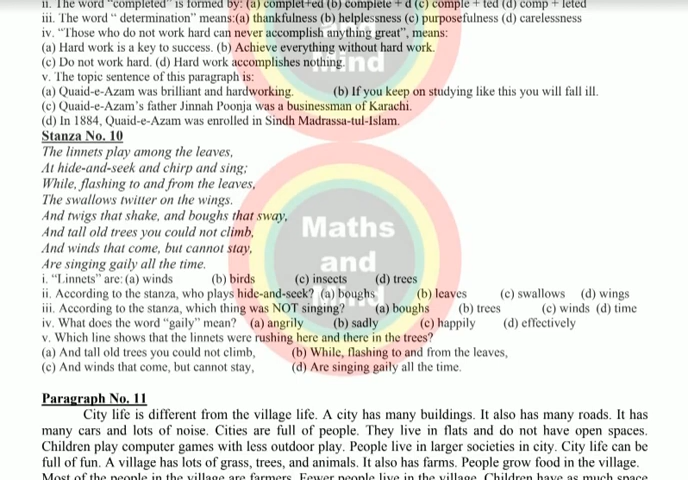 ii. The word "completed" is formed by: (a) complet+ed (b) complete + d (c) comple + ted (d) comp + leted
iii. The word " determination" means:(a) thankfulness (b) helplessness (c) purposefulness (d) carelessness
iv. "Those who do not work hard can never accomplish anything great", means:
(a) Hard work is a key to success. (b) Achieve everything without hard work.
(c) Do not work hard. (d) Hard work accomplishes nothing.
v. The topic sentence of this paragraph is:
(a) Quaid-e-Azam was brilliant and hardworking. (b) If you keep on studying like this you will fall ill.
(c) Quaid-e-Azam's father Jinnah Poonja was a businessman of Karachi.
(d) In 1884, Quaid-e-Azam was enrolled in Sindh Madrassa-tul-Islam.
Stanza No. 10
The linnets play among the leaves,
At hide-and-seek and chirp and sing;
While, flashing to and from the leaves,
The swallows twitter on the wings.
And twigs that shake, and boughs that sway,
And tall old trees you could not climb,
And winds that come, but cannot stay,
Are singing gaily all the time.
i. "Linnets" are: (a) winds (b) birds (c) insects (d) trees
ii. According to the stanza, who plays hide-and-seek? (a) boughs (b) leaves (c) swallows (d) wings
iii. According to the stanza, which thing was NOT singing? (a) boughs (b) trees (c) winds (d) time
iv. What does the word "gaily" mean? (a) angrily (b) sadly (c) happily (d) effectively
v. Which line shows that the linnets were rushing here and there in the trees?
(a) And tall old trees you could not climb, (b) While, flashing to and from the leaves,
(c) And winds that come, but cannot stay, (d) Are singing gaily all the time.
Maths
and
Mind
Paragraph No. 11
City life is different from the village life. A city has many buildings. It also has many roads. It has
many cars and lots of noise. Cities are full of people. They live in flats and do not have open spaces.
Children play computer games with less outdoor play. People live in larger societies in city. City life can be
full of fun. A village has lots of grass, trees, and animals. It also has farms. People grow food in the village.
Most of the people in the village are farmers. Fewer people live in the village. Children have as much space